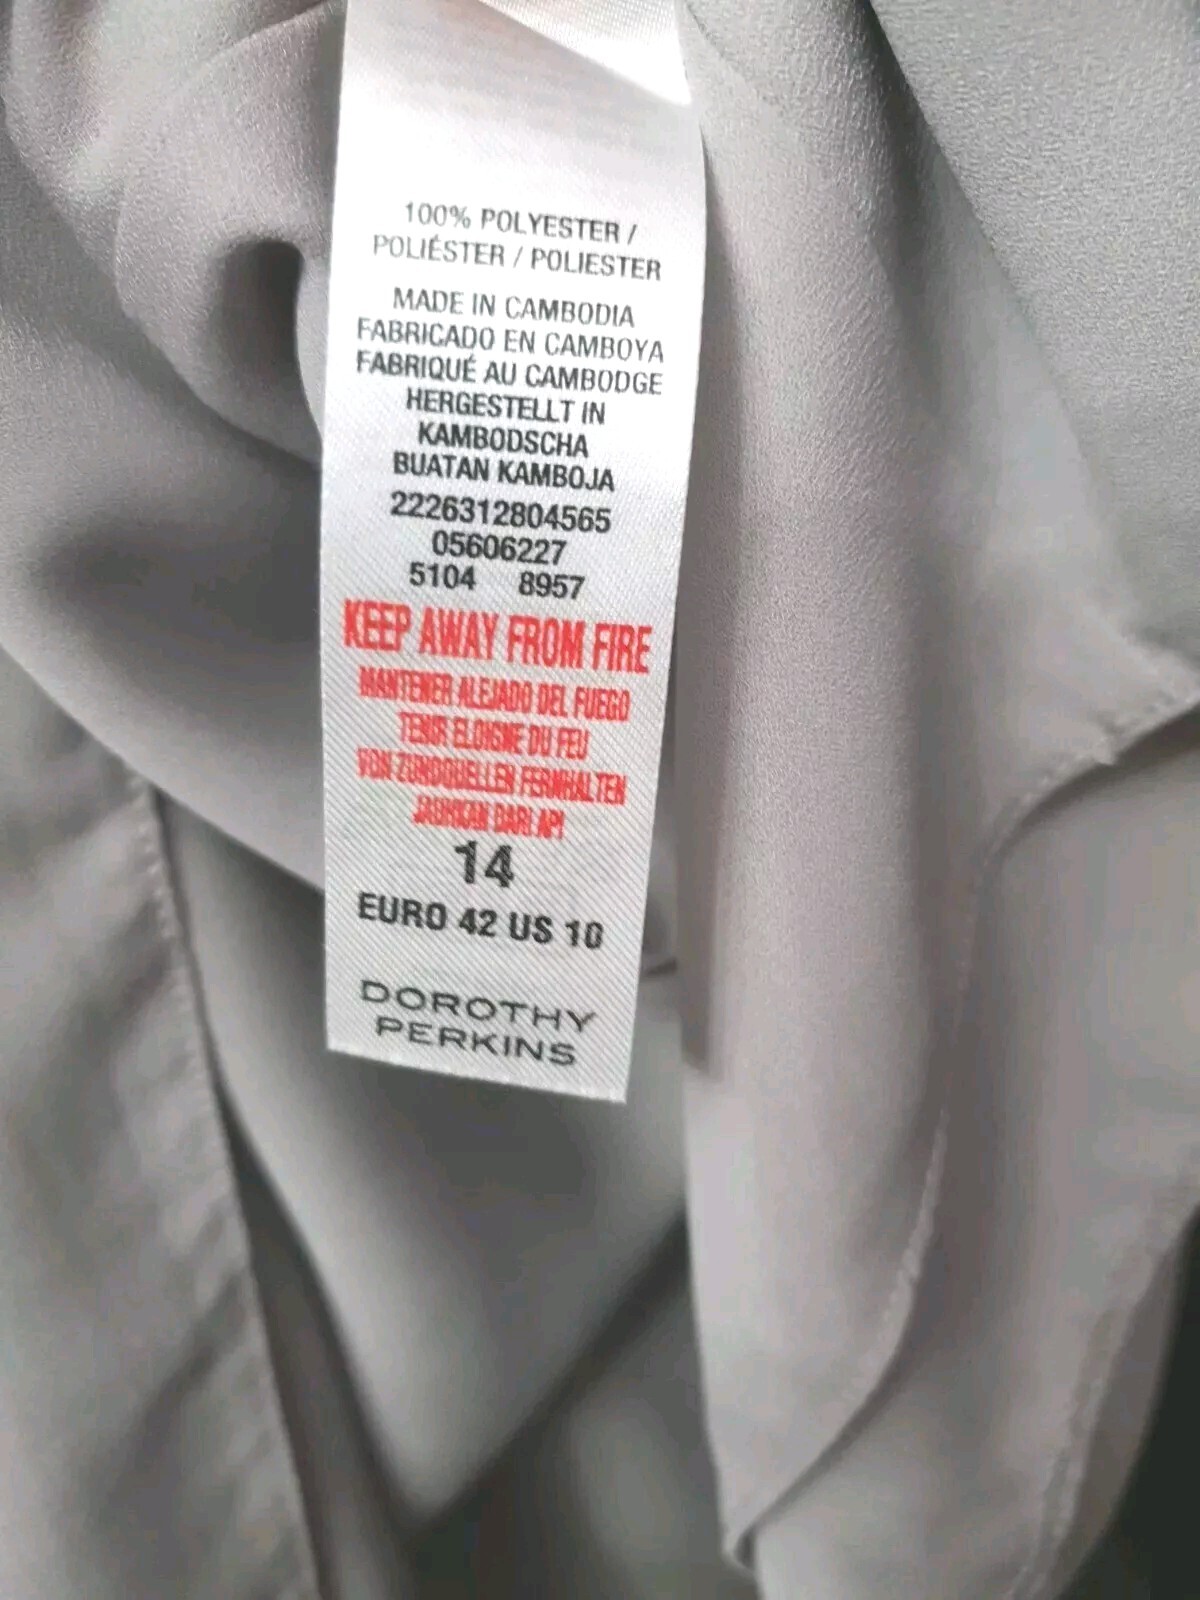 100% POLYESTER /
POLIÉSTER / POLIESTER
MADE IN CAMBODIA
FABRICADO EN CAMBOYA
FABRIQUÉ AU CAMBODGE
HERGESTELLT IN
KAMBODSCHA
BUATAN KAMBOJA
2226312804565
05606227
5104 8957
KEEP AWAY FROM FIRE
MANTENER ALEJADO DEL FUEGO
TENIR ELOIGNE DU FEU
VON ZUNDQUELLEN FERNHALTEN
JAUHKAN DARI API
14
EURO 42 US 10
DOROTHY
PERKINS